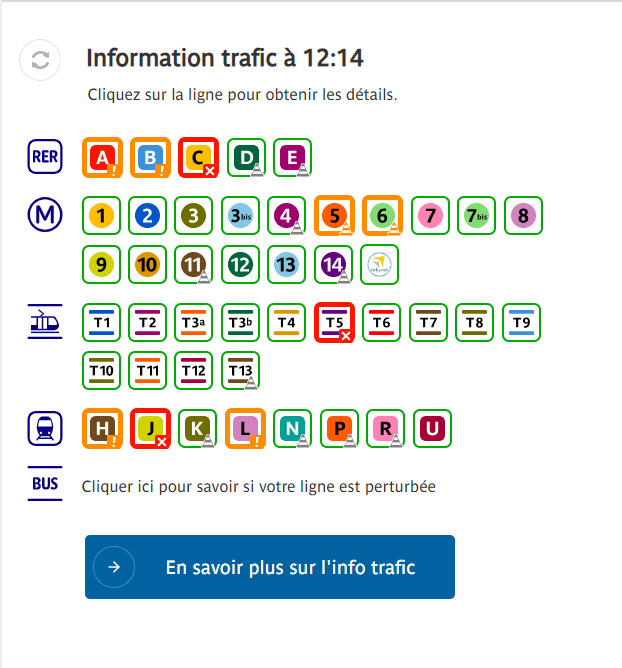 Information trafic à 12:14
Cliquez sur la ligne pour obtenir les détails.
RER A ! B ! C D E
M 1 2 3 3bis 4 5 6 7 7bis 8
9 10 11 12 13 14
T1 T2 T3a T3b T4 T5 T6 T7 T8 T9
T10 T11 T12 T13
H ! J K L ! N P R U
BUS Cliquer ici pour savoir si votre ligne est perturbée
En savoir plus sur l'info trafic